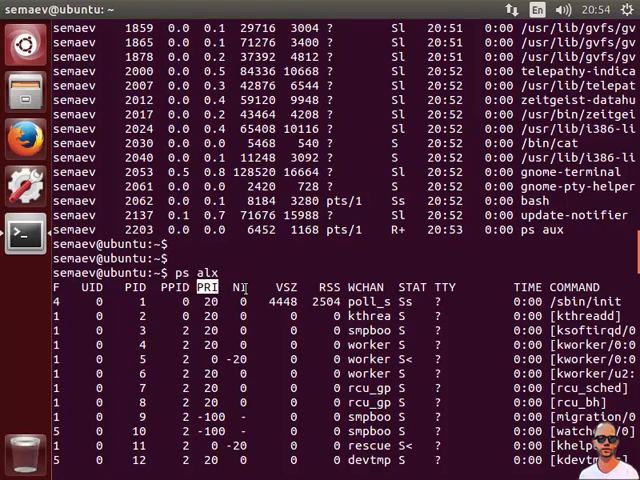 semaev@ubuntu: ~
En 20:54
semaev 1859 0.0 0.1 29716 3004 ? Sl 20:51 0:00 /usr/lib/gvfs/gv
semaev 1865 0.0 0.1 71276 3400 ? Sl 20:51 0:00 /usr/lib/gvfs/gv
semaev 1878 0.0 0.2 37392 4812 ? Sl 20:51 0:00 /usr/lib/gvfs/gv
semaev 2000 0.0 0.5 84336 10668 ? Sl 20:52 0:00 telepathy-indica
semaev 2007 0.0 0.3 42876 6544 ? Sl 20:52 0:00 /usr/lib/telepat
semaev 2012 0.0 0.4 59120 9948 ? Sl 20:52 0:00 zeitgeist-datahu
semaev 2017 0.0 0.2 43464 4208 ? Sl 20:52 0:00 /usr/bin/zeitgei
semaev 2024 0.0 0.4 65408 10116 ? Sl 20:52 0:00 /usr/lib/i386-li
semaev 2030 0.0 0.0 5468 540 ? S 20:52 0:00 /bin/cat
semaev 2040 0.0 0.1 11248 3092 ? S 20:52 0:00 /usr/lib/i386-li
semaev 2053 0.5 0.8 128520 16664 ? Sl 20:52 0:00 gnome-terminal
semaev 2061 0.0 0.0 2420 728 ? S 20:52 0:00 gnome-pty-helper
semaev 2062 0.0 0.1 8184 3280 pts/1 Ss 20:52 0:00 bash
semaev 2137 0.1 0.7 71676 15988 ? Sl 20:52 0:00 update-notifier
semaev 2203 0.0 0.0 6452 1168 pts/1 R+ 20:53 0:00 ps aux
semaev@ubuntu:~$
semaev@ubuntu:~$
semaev@ubuntu:~$ ps alx
F UID PID PPID PRI NI VSZ RSS WCHAN STAT TTY TIME COMMAND
4 0 1 0 20 0 4448 2504 poll_s Ss ? 0:00 /sbin/init
1 0 2 0 20 0 0 0 kthrea S ? 0:00 [kthreadd]
1 0 3 2 20 0 0 0 smpboo S ? 0:00 [ksoftirqd/0]
1 0 4 2 20 0 0 0 worker S ? 0:00 [kworker/0:0
1 0 5 2 0 -20 0 0 worker S< ? 0:00 [kworker/0:0
1 0 6 2 20 0 0 0 worker S ? 0:00 [kworker/u2:
1 0 7 2 20 0 0 0 rcu_gp S ? 0:00 [rcu_sched]
1 0 8 2 20 0 0 0 rcu_gp S ? 0:00 [rcu_bh]
1 0 9 2 -100 - 0 0 smpboo S ? 0:00 [migration/0
5 0 10 2 -100 - 0 0 smpboo S ? 0:00 /0]
1 0 11 2 0 -20 0 0 rescue S< ? 0:00
5 0 12 2 20 0 0 0 devtmp S ? 0:00